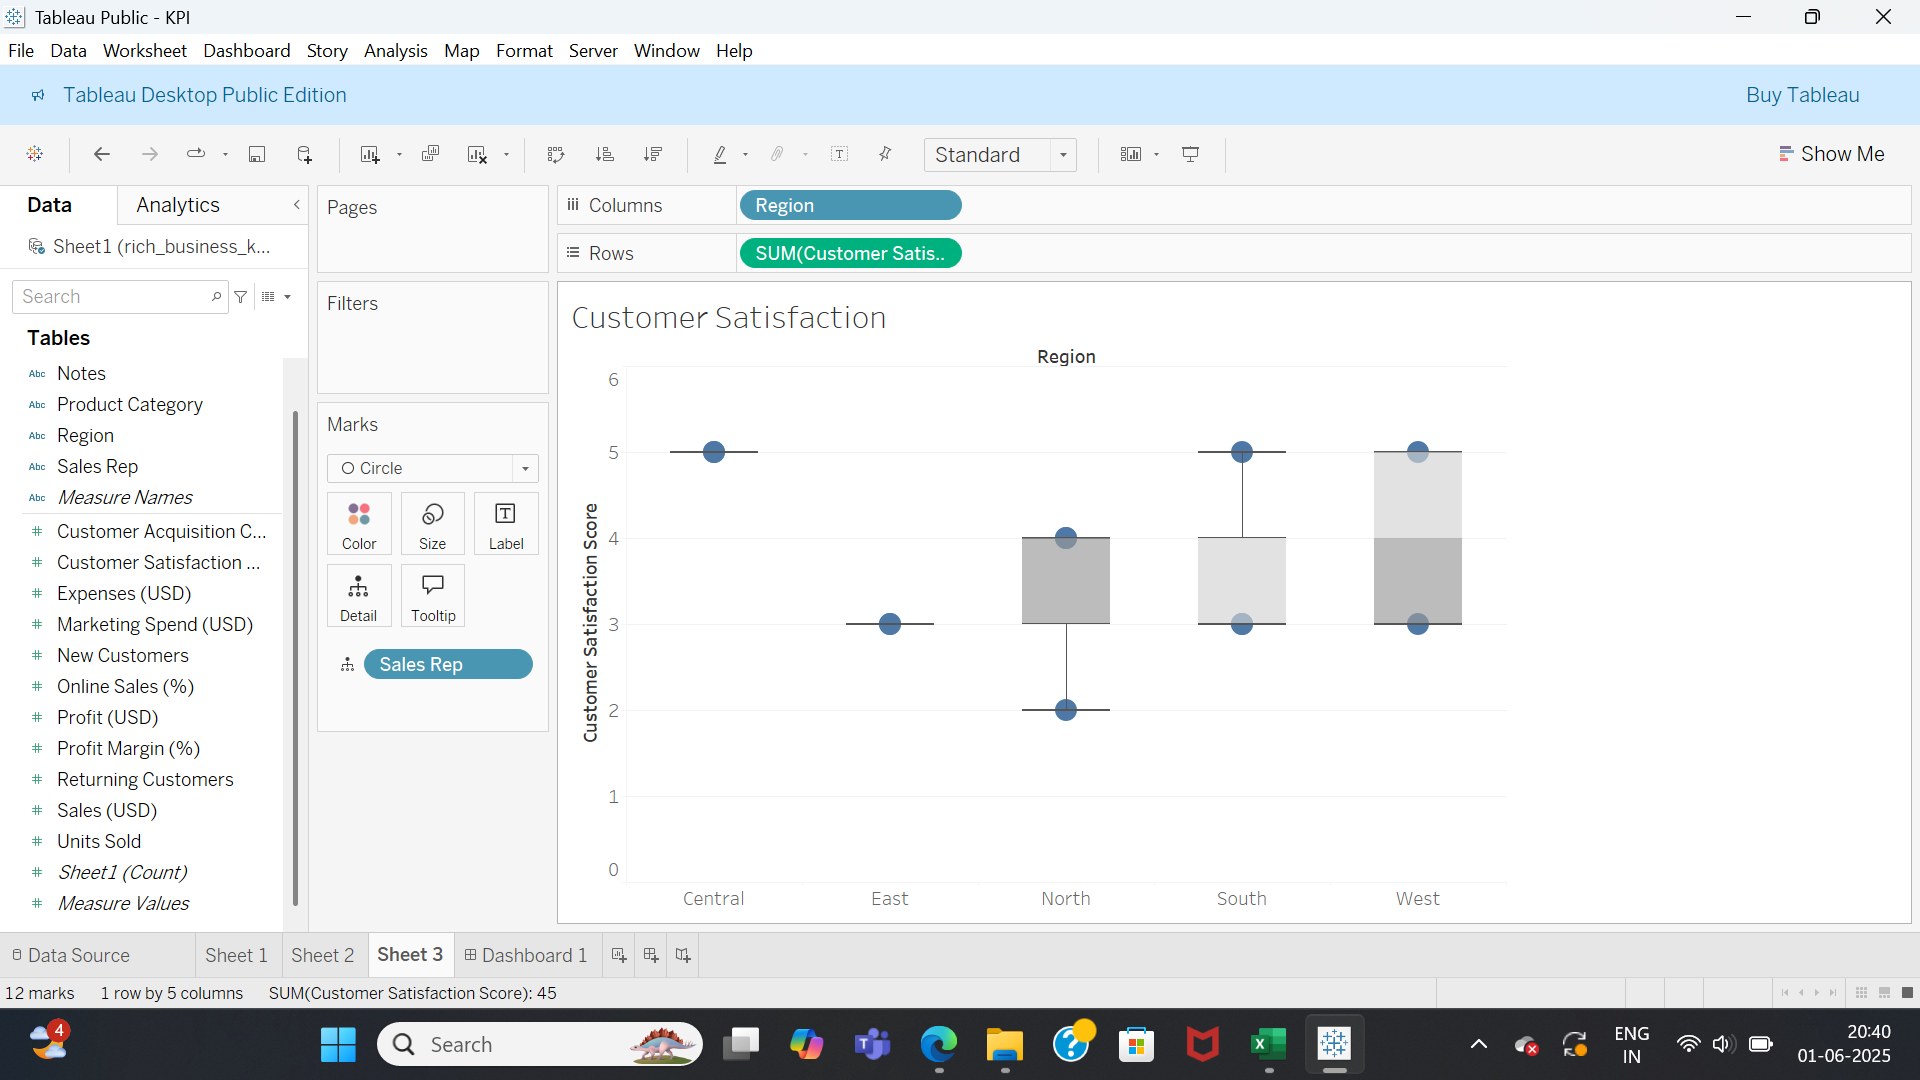 Tableau Public - KPI
File Data Worksheet Dashboard Story Analysis Map Format Server Window Help
Tableau Desktop Public Edition
Buy Tableau
Standard
Show Me
Data
Analytics
Sheet1 (rich_business_k...
Search
Tables
Abc Notes
Abc Product Category
Abc Region
Abc Sales Rep
Abc Measure Names
# Customer Acquisition C...
# Customer Satisfaction ...
# Expenses (USD)
# Marketing Spend (USD)
# New Customers
# Online Sales (%)
# Profit (USD)
# Profit Margin (%)
# Returning Customers
# Sales (USD)
# Units Sold
# Sheet1 (Count)
# Measure Values
Pages
Filters
Marks
Circle
Color
Size
Label
Detail
Tooltip
Sales Rep
Columns
Region
Rows
SUM(Customer Satis..
Customer Satisfaction
Region
Customer Satisfaction Score
6
5
4
3
2
1
0
Central
East
North
South
West
Data Source
Sheet 1
Sheet 2
Sheet 3
Dashboard 1
12 marks
1 row by 5 columns
SUM(Customer Satisfaction Score): 45
4
Search
ENG
IN
20:40
01-06-2025